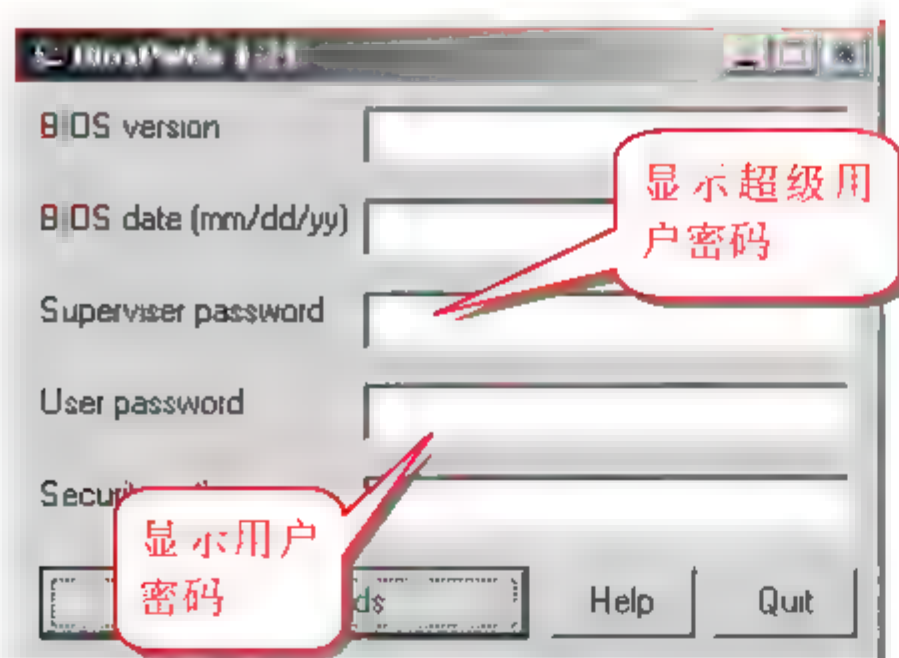 BIOS version
显示超级用
户密码
BIOS date (mm/dd/yy)
Superviser password
User password
显示用户
密码
Help
Quit